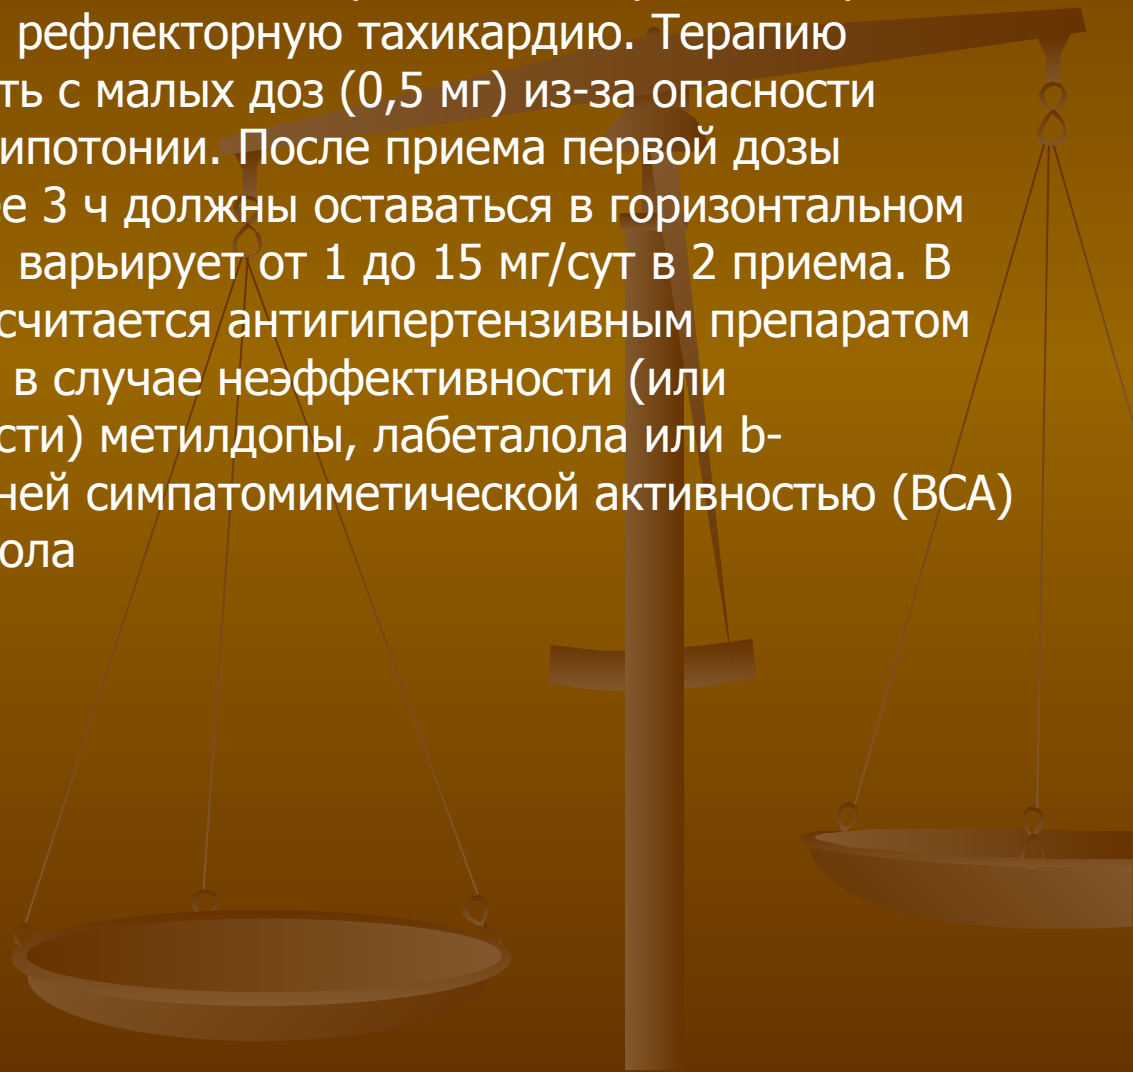 рефлекторную тахикардию. Терапию
ть с малых доз (0,5 мг) из-за опасности
ипотонии. После приема первой дозы
е 3 ч должны оставаться в горизонтальном
варьирует от 1 до 15 мг/сут в 2 приема. В
считается антигипертензивным препаратом
в случае неэффективности (или
сти) метилдопы, лабеталола или b-
ней симпатомиметической активностью (ВСА)
ола